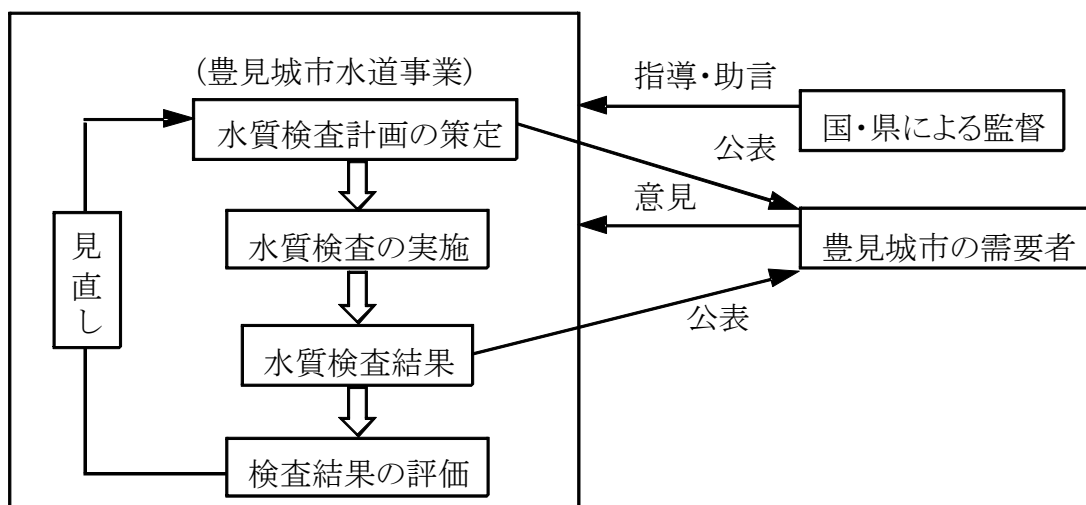 (豊見城市水道事業)
水質検査計画の策定
水質検査の実施
水質検査結果
検査結果の評価
見直し
指導・助言
国・県による監督
公表
意見
豊見城市の需要者
公表